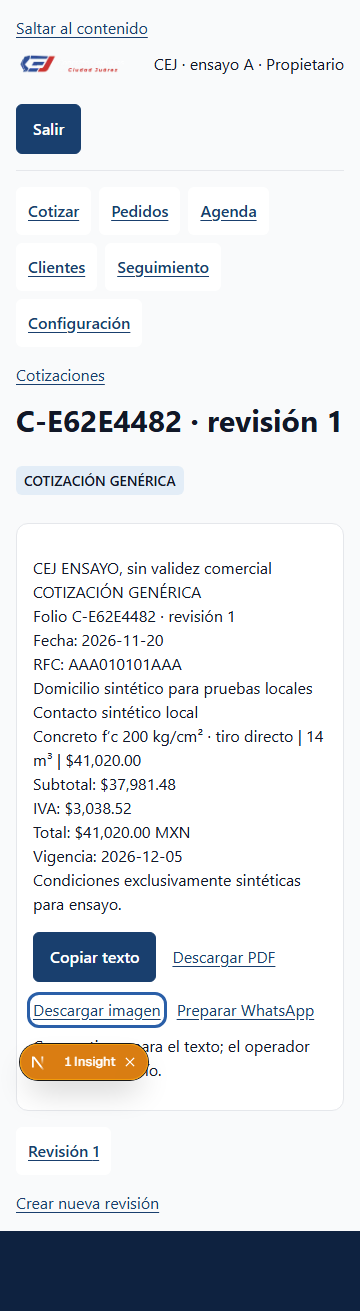 Saltar al contenido
CEJ
Ciudad Juárez
CEJ · ensayo A · Propietario
Salir
Cotizar
Pedidos
Agenda
Clientes
Seguimiento
Configuración
Cotizaciones
C-E62E4482 · revisión 1
COTIZACIÓN GENÉRICA
CEJ ENSAYO, sin validez comercial
COTIZACIÓN GENÉRICA
Folio C-E62E4482 · revisión 1
Fecha: 2026-11-20
RFC: AAA010101AAA
Domicilio sintético para pruebas locales
Contacto sintético local
Concreto f'c 200 kg/cm² · tiro directo | 14
m³ | $41,020.00
Subtotal: $37,981.48
IVA: $3,038.52
Total: $41,020.00 MXN
Vigencia: 2026-12-05
Condiciones exclusivamente sintéticas
para ensayo.
Copiar texto
Descargar PDF
Descargar imagen
Preparar WhatsApp
para el texto; el operador
N 1 Insight ×
Revisión 1
Crear nueva revisión